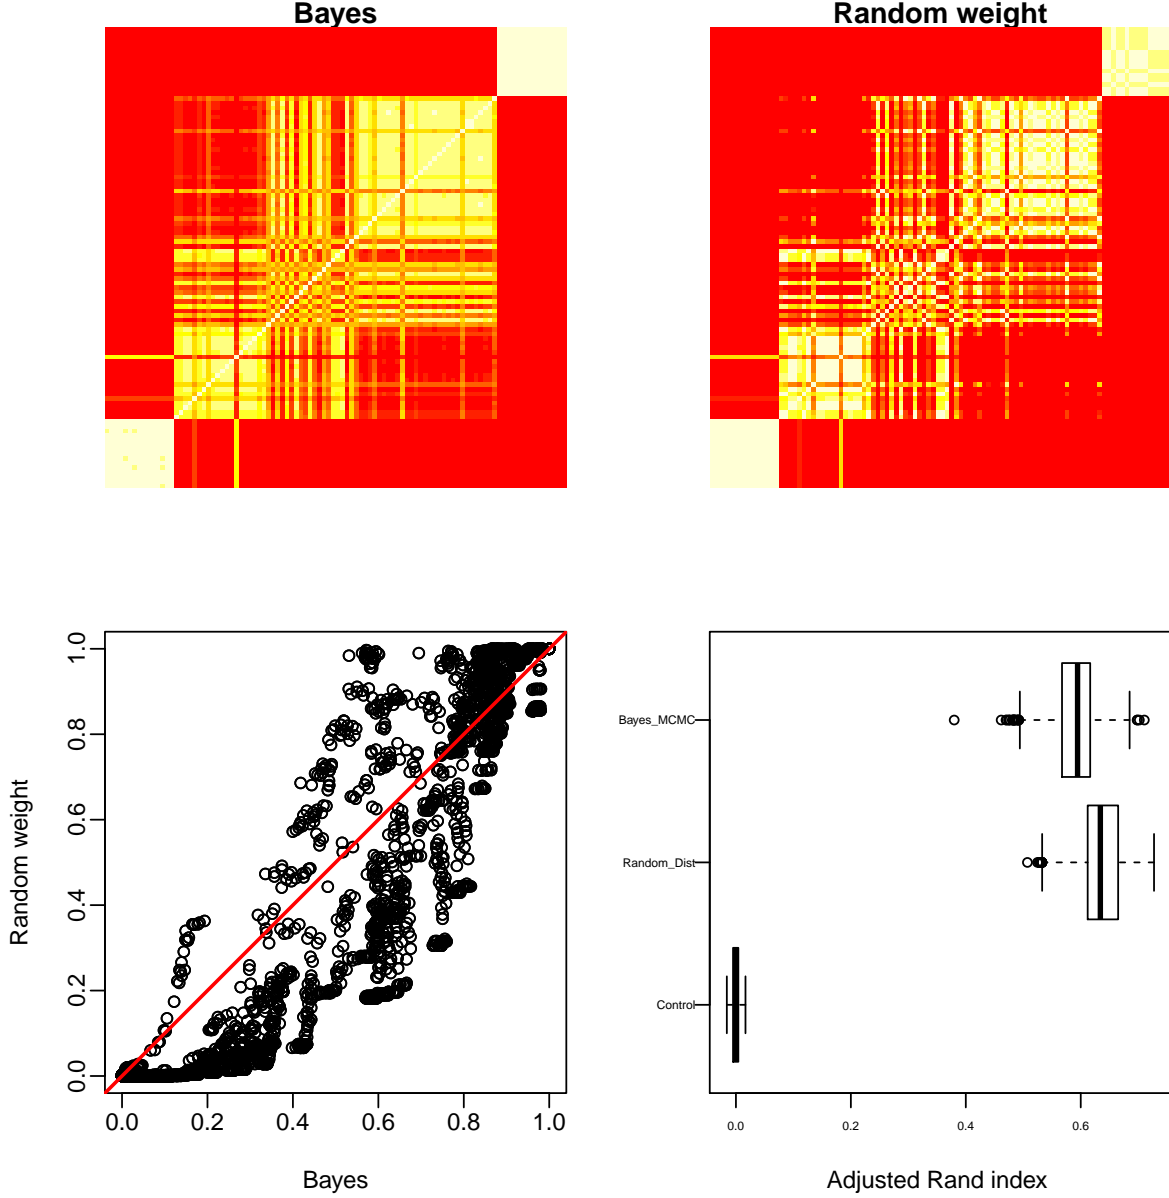 Bayes
Random weight
Random weight
1.0
0.8
0.6
0.4
0.2
0.0
0.0 0.2 0.4 0.6 0.8 1.0
Bayes
Bayes_MCMC
Random_Dist
Control
0.0 0.2 0.4 0.6
Adjusted Rand index